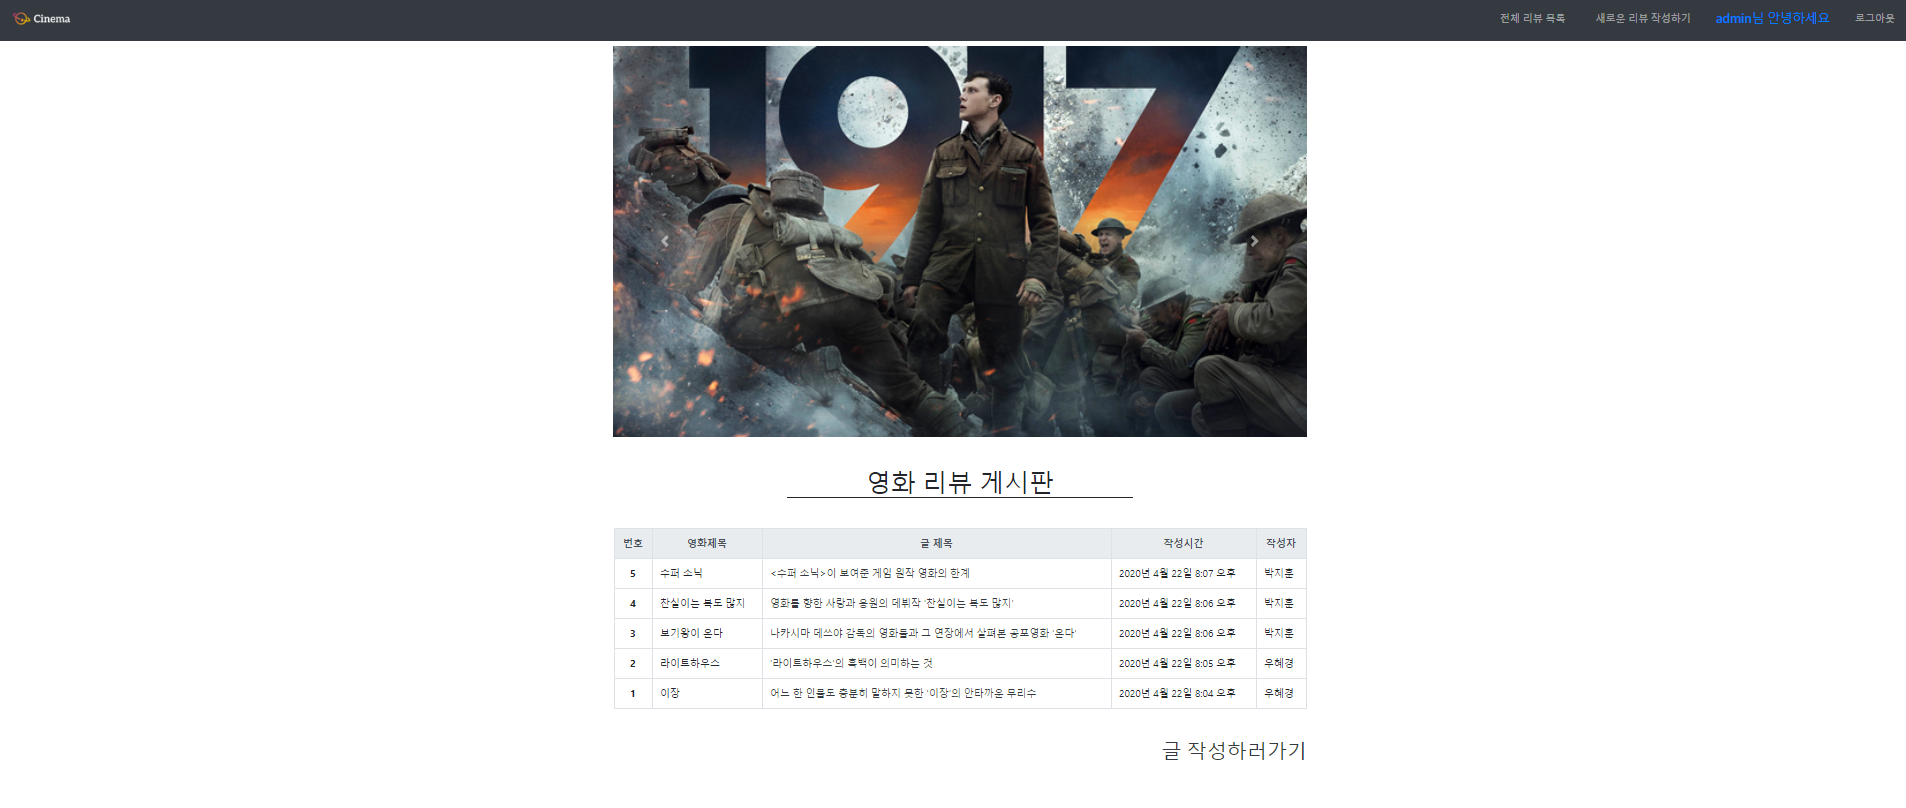 Cinema 전체 리뷰 목록 새로운 리뷰 작성하기 admin님 안녕하세요 로그아웃
1917
영화 리뷰 게시판
번호 영화제목 글 제목 작성시간 작성자
5 수퍼 소닉 <수퍼 소닉>이 보여준 게임 원작 영화의 한계 2020년 4월 22일 8:07 오후 박지훈
4 찬실이는 복도 많지 영화를 향한 사랑과 응원의 데뷔작 '찬실이는 복도 많지' 2020년 4월 22일 8:06 오후 박지훈
3 보기왕이 온다 나카시마 데쓰야 감독의 영화들과 그 연장에서 살펴본 공포영화 '온다' 2020년 4월 22일 8:06 오후 박지훈
2 라이트하우스 '라이트하우스'의 흑백이 의미하는 것 2020년 4월 22일 8:05 오후 우혜경
1 이장 어느 한 인물도 충분히 말하지 못한 '이장'의 안타까운 무리수 2020년 4월 22일 8:04 오후 우혜경
글 작성하러가기